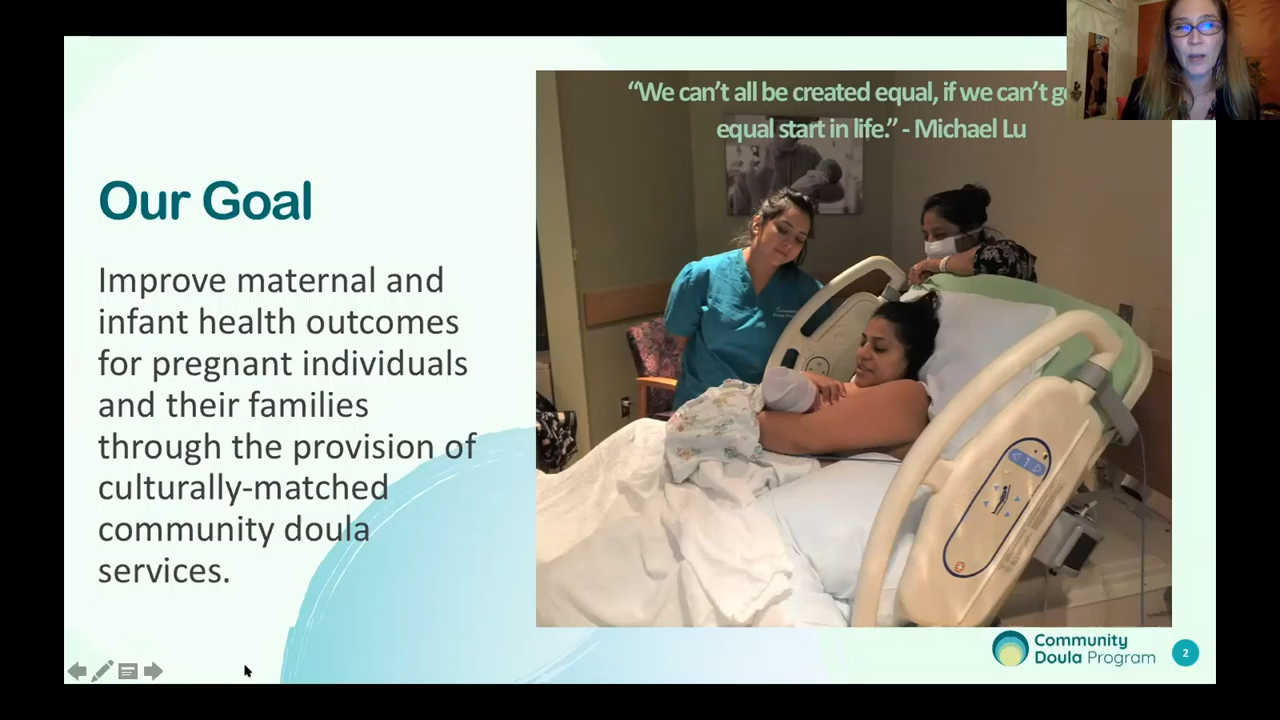 “We can’t all be created equal, if we can’t
equal start in life.” - Michael Lu
Our Goal
Improve maternal and
infant health outcomes
for pregnant individuals
and their families
through the provision of
culturally-matched
community doula
services.
Community
Doula Program
2